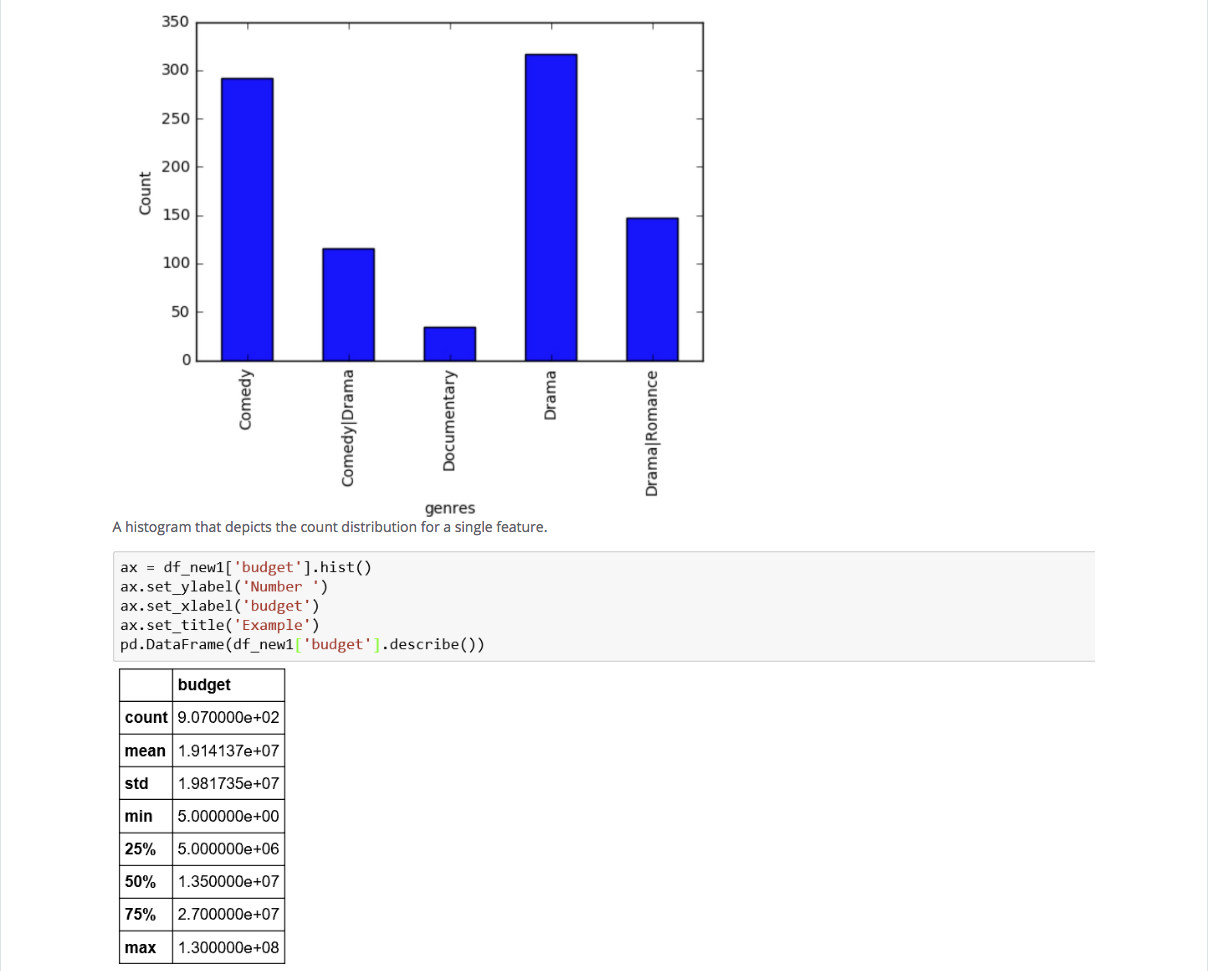 350
300
250
200
150
100
50
0
Count
Comedy
Comedy|Drama
Documentary
Drama
Drama|Romance
genres
A histogram that depicts the count distribution for a single feature.
ax = df_new1['budget'].hist()
ax.set_ylabel('Number ')
ax.set_xlabel('budget')
ax.set_title('Example')
pd.DataFrame(df_new1['budget'].describe())
budget
count 9.070000e+02
mean 1.914137e+07
std 1.981735e+07
min 5.000000e+00
25% 5.000000e+06
50% 1.350000e+07
75% 2.700000e+07
max 1.300000e+08